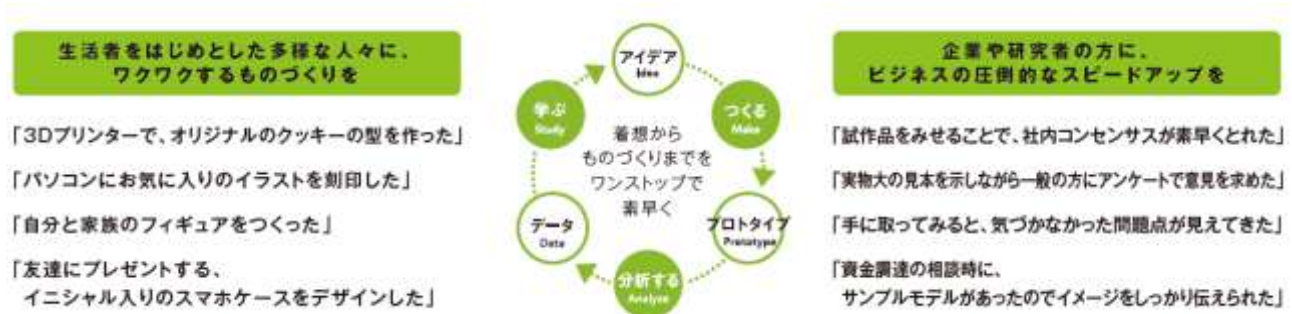 生活者をはじめとした多様な人々に、
ワクワクするものづくりを
「3Dプリンターで、オリジナルのクッキーの型を作った」
「パソコンにお気に入りのイラストを刻印した」
「自分と家族のフィギュアをつくった」
「友達にプレゼントする、
イニシャル入りのスマホケースをデザインした」
アイデア
Idea
つくる
Make
プロトタイプ
Prototype
分析する
Analyze
データ
Data
学ぶ
Study
着想から
ものづくりまでを
ワンストップで
素早く
企業や研究者の方に、
ビジネスの圧倒的なスピードアップを
「試作品をみせることで、社内コンセンサスが素早くとれた」
「実物大の見本を示しながら一般の方にアンケートで意見を求めた」
「手に取ってみると、気づかなかった問題点が見えてきた」
「資金調達の相談時に、
サンプルモデルがあったのでイメージをしっかり伝えられた」